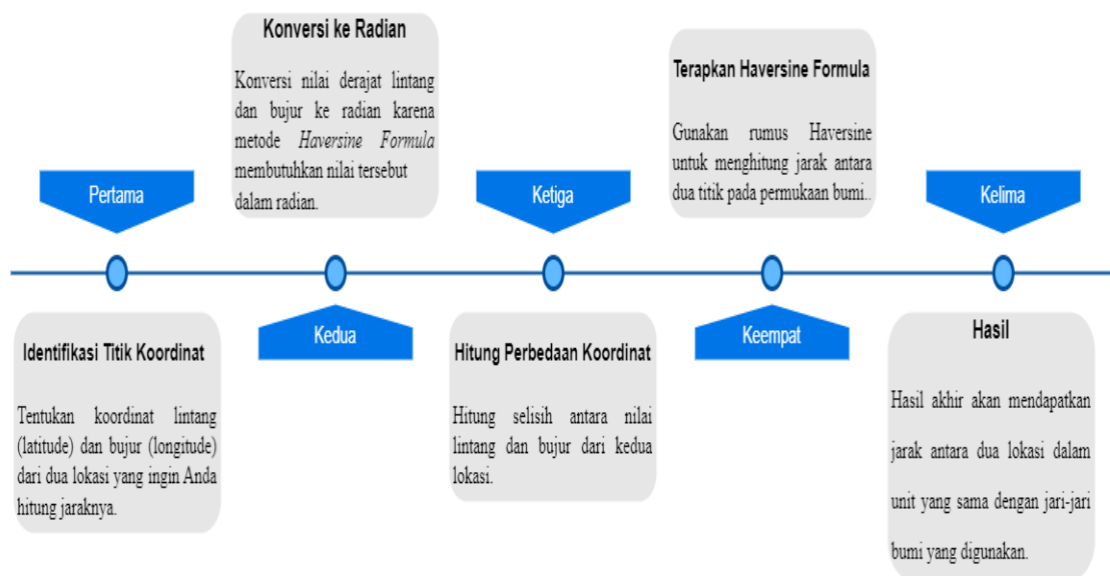 Pertama
Identifikasi Titik Koordinat
Tentukan koordinat lintang
(latitude) dan bujur (longitude)
dari dua lokasi yang ingin Anda
hitung jaraknya.
Konversi ke Radian
Konversi nilai derajat lintang
dan bujur ke radian karena
metode Haversine Formula
membutuhkan nilai tersebut
dalam radian.
Kedua
Ketiga
Hitung Perbedaan Koordinat
Hitung selisih antara nilai
lintang dan bujur dari kedua
lokasi.
Terapkan Haversine Formula
Gunakan rumus Haversine
untuk menghitung jarak antara
dua titik pada permukaan bumi..
Keempat
Kelima
Hasil
Hasil akhir akan mendapatkan
jarak antara dua lokasi dalam
unit yang sama dengan jari-jari
bumi yang digunakan.